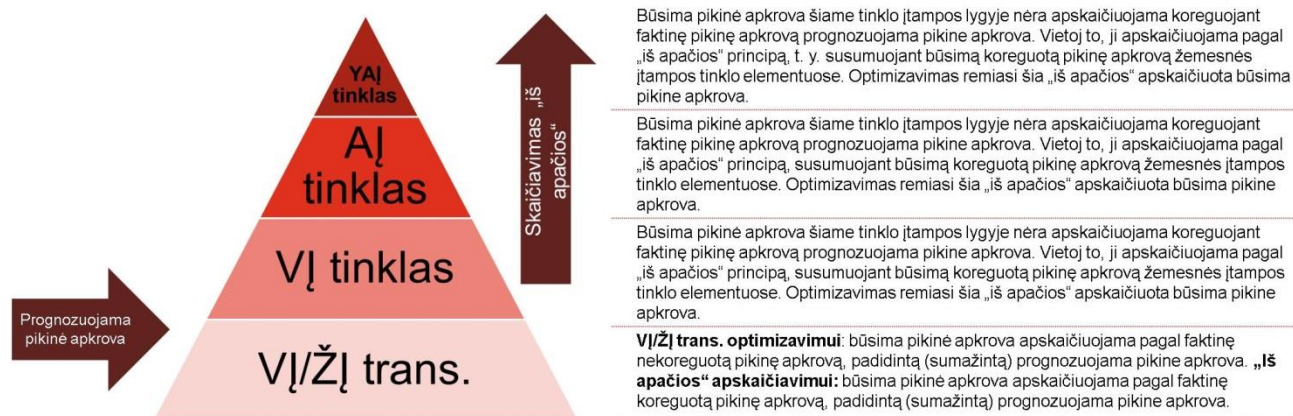 YAĮ
tinklas
AĮ
tinklas
VĮ tinklas
VĮ/ŽĮ trans.
Prognozuojama
pikinė apkrova
Skaičiavimas „iš
apačios“
Būsima pikinė apkrova šiame tinklo įtampos lygyje nėra apskaičiuojama koreguojant
faktinę pikinę apkrovą prognozuojama pikine apkrova. Vietoj to, ji apskaičiuojama pagal
„iš apačios“ principą, t. y. susumuojant būsimą koreguotą pikinę apkrovą žemesnės
įtampos tinklo elementuose. Optimizavimas remiasi šia „iš apačios“ apskaičiuota būsima
pikine apkrova.
Būsima pikinė apkrova šiame tinklo įtampos lygyje nėra apskaičiuojama koreguojant
faktinę pikinę apkrovą prognozuojama pikine apkrova. Vietoj to, ji apskaičiuojama pagal
„iš apačios“ principą, susumuojant būsimą koreguotą pikinę apkrovą žemesnės įtampos
tinklo elementuose. Optimizavimas remiasi šia „iš apačios“ apskaičiuota būsima pikine
apkrova.
Būsima pikinė apkrova šiame tinklo įtampos lygyje nėra apskaičiuojama koreguojant
faktinę pikinę apkrovą prognozuojama pikine apkrova. Vietoj to, ji apskaičiuojama pagal
„iš apačios“ principą, susumuojant būsimą koreguotą pikinę apkrovą žemesnės įtampos
tinklo elementuose. Optimizavimas remiasi šia „iš apačios“ apskaičiuota būsima pikine
apkrova.
VĮ/ŽĮ trans. optimizavimui: būsima pikinė apkrova apskaičiuojama pagal faktinę
nekoreguotą pikinę apkrovą, padidintą (sumažintą) prognozuojama pikine apkrova. „Iš
apačios“ apskaičiavimui: būsima pikinė apkrova apskaičiuojama pagal faktinę
koreguotą pikinę apkrovą, padidintą (sumažintą) prognozuojama pikine apkrova.